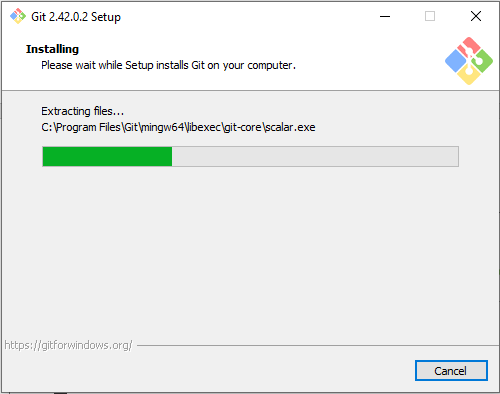 Git 2.42.0.2 Setup
Installing
Please wait while Setup installs Git on your computer.
Extracting files...
C:\Program Files\Git\mingw64\libexec\git-core\scalar.exe
https://gitforwindows.org/
Cancel